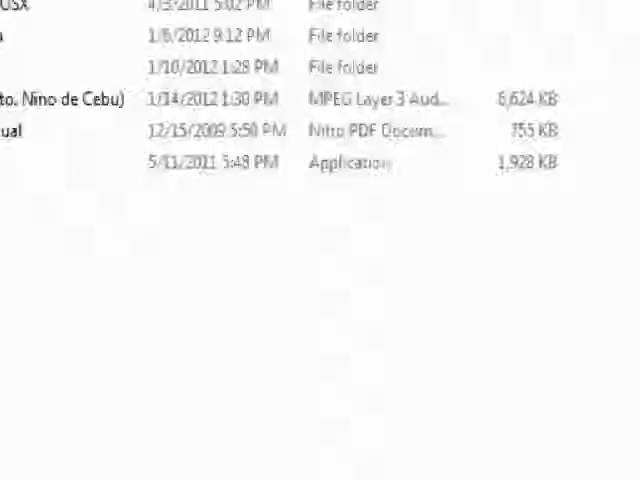 OSX 4/3/2011 5:02 PM File folder
a 1/6/2012 9:12 PM File folder
1/10/2012 1:28 PM File folder
to. Nino de Cebu) 1/14/2012 1:30 PM MPEG Layer 3 Aud... 6,624 KB
ual 12/15/2009 5:50 PM Nitro PDF Docum... 755 KB
5/11/2011 5:48 PM Application 1,928 KB